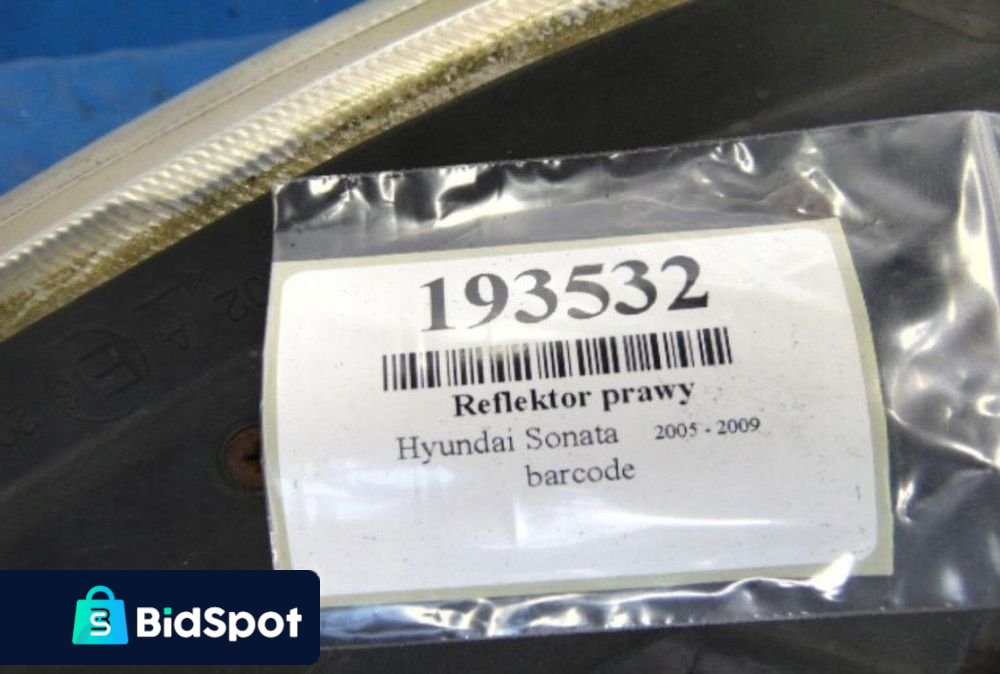 193532
Reflektor prawy
Hyundai Sonata 2005 - 2009
barcode
BidSpot